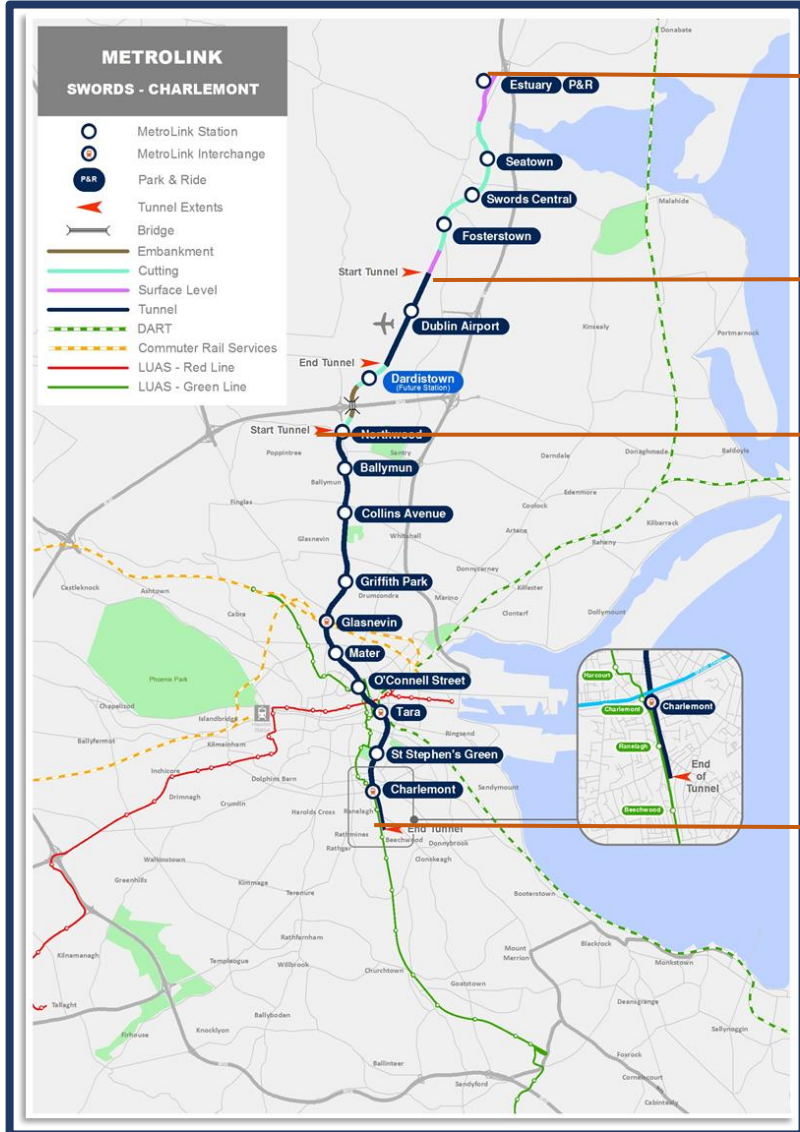 METROLINK
SWORDS - CHARLEMONT
MetroLink Station
MetroLink Interchange
P&R
Park & Ride
Tunnel Extents
Bridge
Embankment
Cutting
Surface Level
Tunnel
DART
Commuter Rail Services
LUAS - Red Line
LUAS - Green Line
Donabate
Estuary
P&R
Seatown
Swords Central
Malahide
Fosterstown
Start Tunnel
Dublin Airport
Kinsealy
Portmarnock
End Tunnel
Dardistown
(Future Station)
Start Tunnel
Northwood
Poppintree
Santry
Darndale
Donaghmede
Baldoyle
Ballymun
Ballymun
Edenmore
Finglas
Coolock
Collins Avenue
Kilbarrack
Glasnevin
Whitehall
Artane
Raheny
Donnycarney
Castleknock
Ashtown
Griffith Park
Drumcondra
Killester
Marino
Cabra
Clontarf
Dollymount
Glasnevin
Mater
Phoenix Park
O'Connell Street
Harcourt
Chapelizod
Islandbridge
Tara
Charlemont
Charlemont
Ballyfermot
Kilmainham
Ringsend
Ranelagh
St Stephen's Green
End
of
Tunnel
Inchicore
Dolphins Barn
Sandymount
Drimnagh
Crumlin
Charlemont
Harolds Cross
Ranelagh
Beechwood
Rathmines
End Tunnel
Beechwood
Donnybrook
Rathgar
Walkinstown
Clonskeagh
Greenhills
Kimmage
Terenure
Booterstown
Rathfarnham
Mount
Merrion
Blackrock
Kilnamanagh
Templeogue
Willbrook
Churchtown
Monkstown
Goatstown
Tallaght
Deansgrange
Ballyboden
Firhouse
Knocklyon
Sallynoggin
Foxrock
Ballinteer
Cornelscourt
Sandyford
Cabinteely